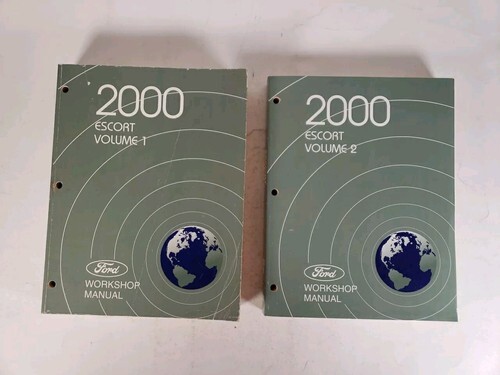 2000
ESCORT
VOLUME 1
Ford
WORKSHOP
MANUAL
2000
ESCORT
VOLUME 2
Ford
WORKSHOP
MANUAL